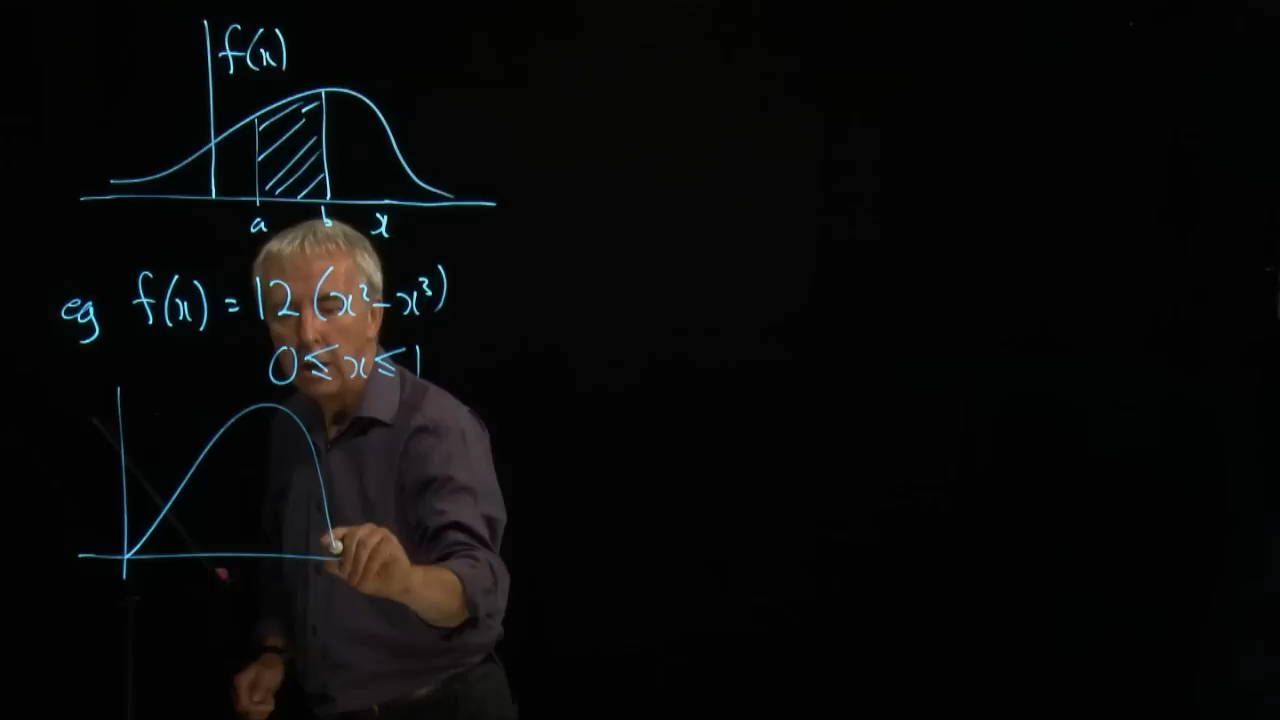 f(x)
a b x
eg f(x) = 12 (x² - x³)
0 ≤ x ≤ 1